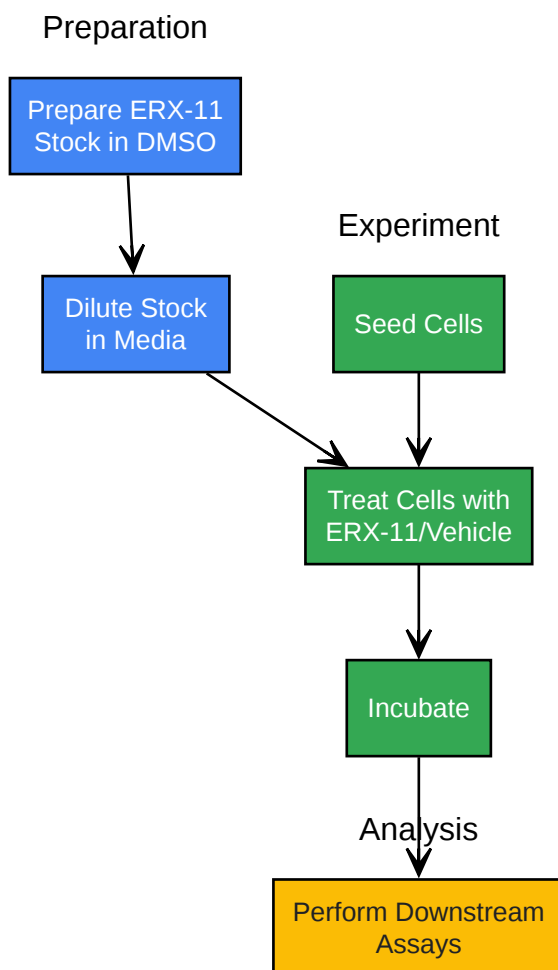 Preparation
Prepare ERX-11
Stock in DMSO
Experiment
Dilute Stock
in Media
Seed Cells
Treat Cells with
ERX-11/Vehicle
Incubate
Analysis
Perform Downstream
Assays